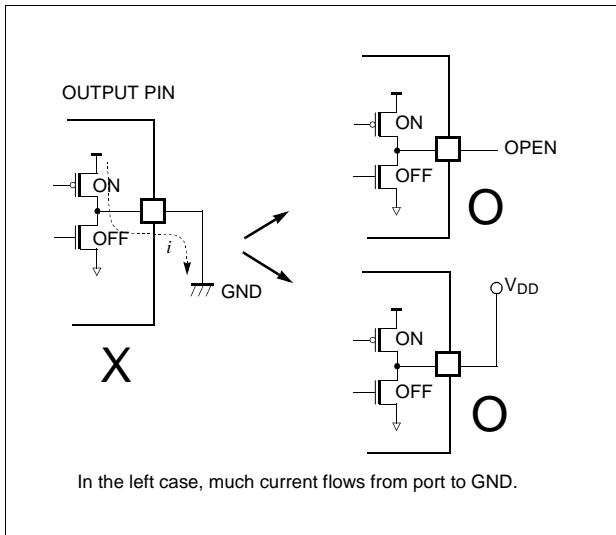 OUTPUT PIN
ON
OFF
i
GND
X
ON
OFF
OPEN
O
VDD
ON
OFF
O
In the left case, much current flows from port to GND.